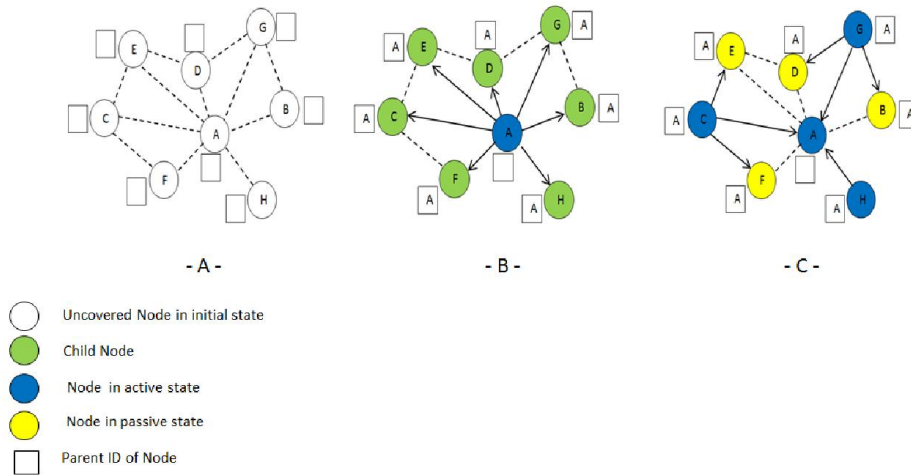 G
E
D
C
B
A
F
H
G A
A E
A
D
A C
B A
A
F
A
A H
G A
A E
A
D
A C
B A
A
F
A
A H
- A -
- B -
- C -
Uncovered Node in initial state
Child Node
Node in active state
Node in passive state
Parent ID of Node